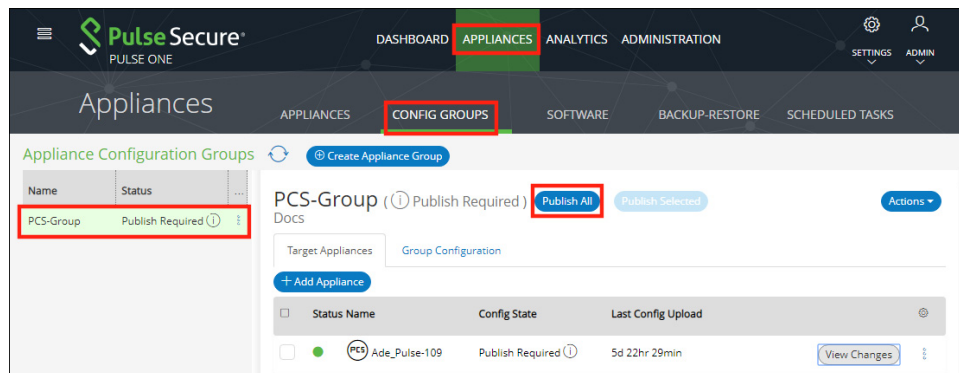 Pulse Secure®
PULSE ONE
DASHBOARD APPLIANCES ANALYTICS ADMINISTRATION
SETTINGS ADMIN
Appliances
APPLIANCES CONFIG GROUPS SOFTWARE BACKUP-RESTORE SCHEDULED TASKS
Appliance Configuration Groups Create Appliance Group
Name Status ...
PCS-Group Publish Required
PCS-Group ( Publish Required ) Publish All Publish Selected Actions
Docs
Target Appliances Group Configuration
+ Add Appliance
Status Name Config State Last Config Upload
PCS Ade_Pulse-109 Publish Required 5d 22hr 29min View Changes